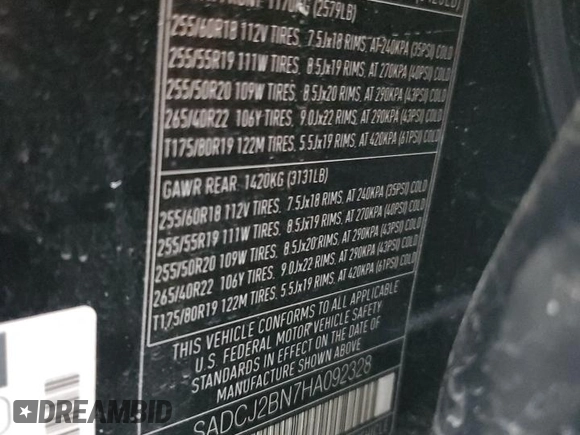 1170KG (2579LB)
255/60R18 112V TIRES, 7.5Jx18 RIMS, AT 240KPA (35PSI) COLD
255/55R19 111W TIRES, 8.5Jx19 RIMS, AT 270KPA (40PSI) COLD
255/50R20 109W TIRES, 8.5Jx20 RIMS, AT 290KPA (43PSI) COLD
265/40R22 106Y TIRES, 9.0Jx22 RIMS, AT 290KPA (43PSI) COLD
T175/80R19 122M TIRES, 5.5Jx19 RIMS, AT 420KPA (61PSI) COLD
GAWR REAR 1420KG (3131LB)
255/60R18 112V TIRES, 7.5Jx18 RIMS, AT 240KPA (35PSI) COLD
255/55R19 111W TIRES, 8.5Jx19 RIMS, AT 270KPA (40PSI) COLD
255/50R20 109W TIRES, 8.5Jx20 RIMS, AT 290KPA (43PSI) COLD
265/40R22 106Y TIRES, 9.0Jx22 RIMS, AT 290KPA (43PSI) COLD
T175/80R19 122M TIRES, 5.5Jx19 RIMS, AT 420KPA (61PSI) COLD
THIS VEHICLE CONFORMS TO ALL APPLICABLE
U.S. FEDERAL MOTOR VEHICLE SAFETY
STANDARDS IN EFFECT ON THE DATE OF
MANUFACTURE SHOWN ABOVE
SADCJ2BN7HA092328
DREAMBID